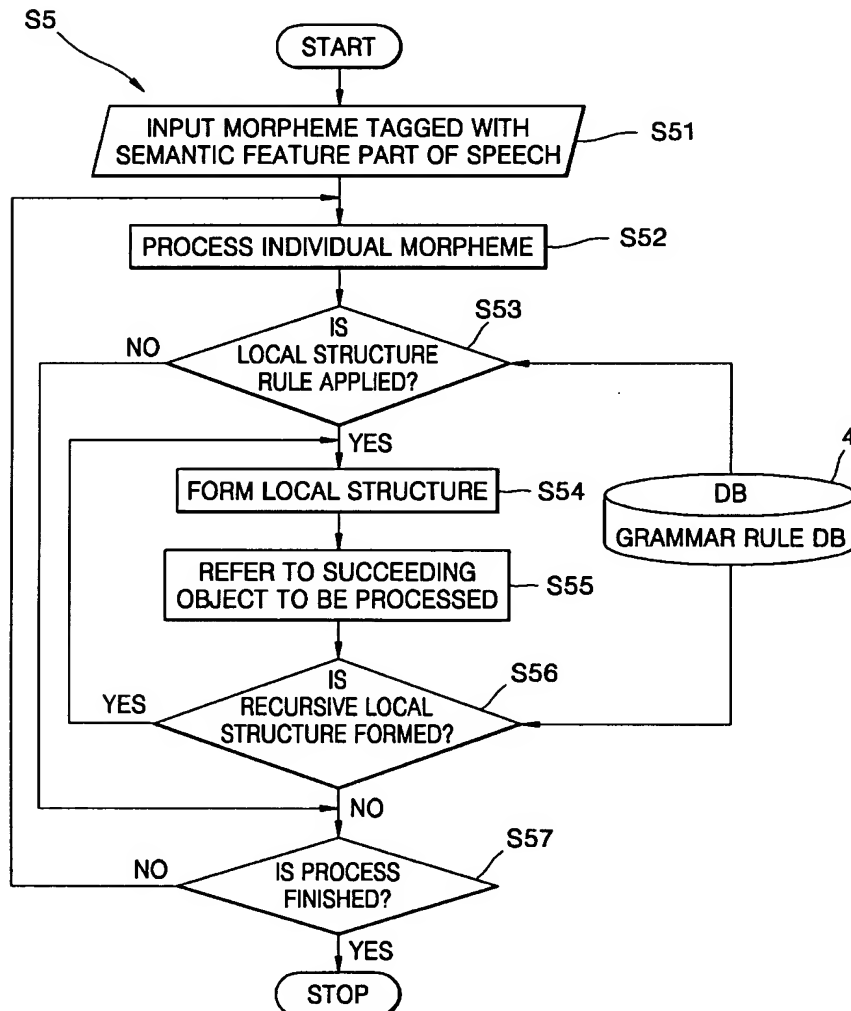 S5
START
INPUT MORPHEME TAGGED WITH
SEMANTIC FEATURE PART OF SPEECH
S51
PROCESS INDIVIDUAL MORPHEME
S52
IS
LOCAL STRUCTURE
RULE APPLIED?
S53
NO
YES
FORM LOCAL STRUCTURE
S54
4
DB
GRAMMAR RULE DB
REFER TO SUCCEEDING
OBJECT TO BE PROCESSED
S55
IS
RECURSIVE LOCAL
STRUCTURE FORMED?
S56
YES
NO
S57
NO
IS PROCESS
FINISHED?
YES
STOP